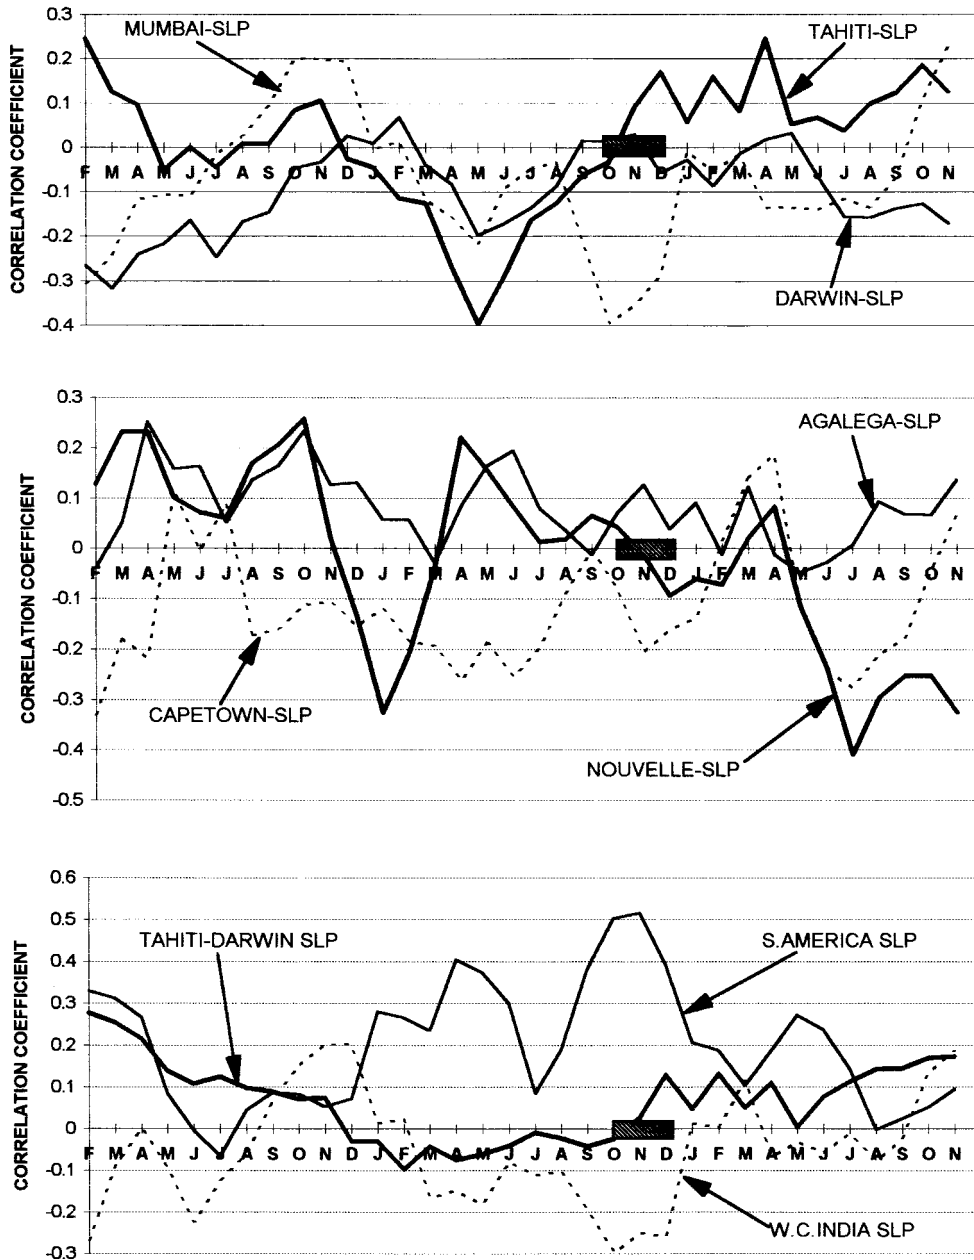 0.3
MUMBAI-SLP
TAHITI-SLP
0.2
0.1
0
F M A M J J A S O N D J F M A M J J A S O N D J F M A M J J A S O N
-0.1
-0.2
-0.3
DARWIN-SLP
-0.4
CORRELATION COEFFICIENT
0.3
AGALEGA-SLP
0.2
0.1
0
F M A M J J A S O N D J F M A M J J A S O N D J F M A M J J A S O N
-0.1
-0.2
-0.3
CAPETOWN-SLP
-0.4
NOUVELLE-SLP
-0.5
CORRELATION COEFFICIENT
0.6
0.5
TAHITI-DARWIN SLP
S.AMERICA SLP
0.4
0.3
0.2
0.1
0
F M A M J J A S O N D J F M A M J J A S O N D J F M A M J J A S O N
-0.1
-0.2
W.C.INDIA SLP
-0.3
CORRELATION COEFFICIENT